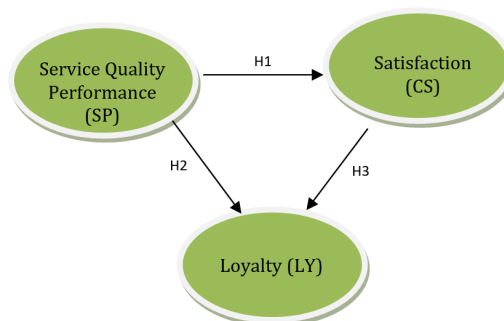 Service Quality
Performance
(SP)
H1
Satisfaction
(CS)
H2
H3
Loyalty (LY)